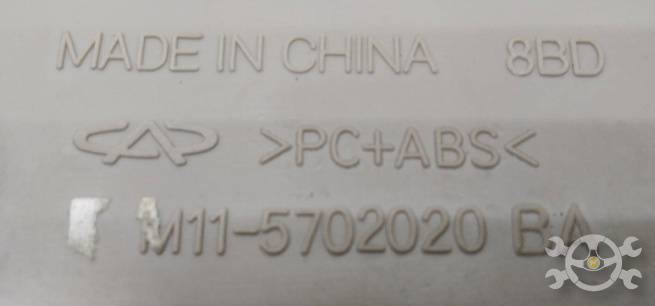 MADE IN CHINA 8BD
>PC+ABS<
M11-5702020 BA